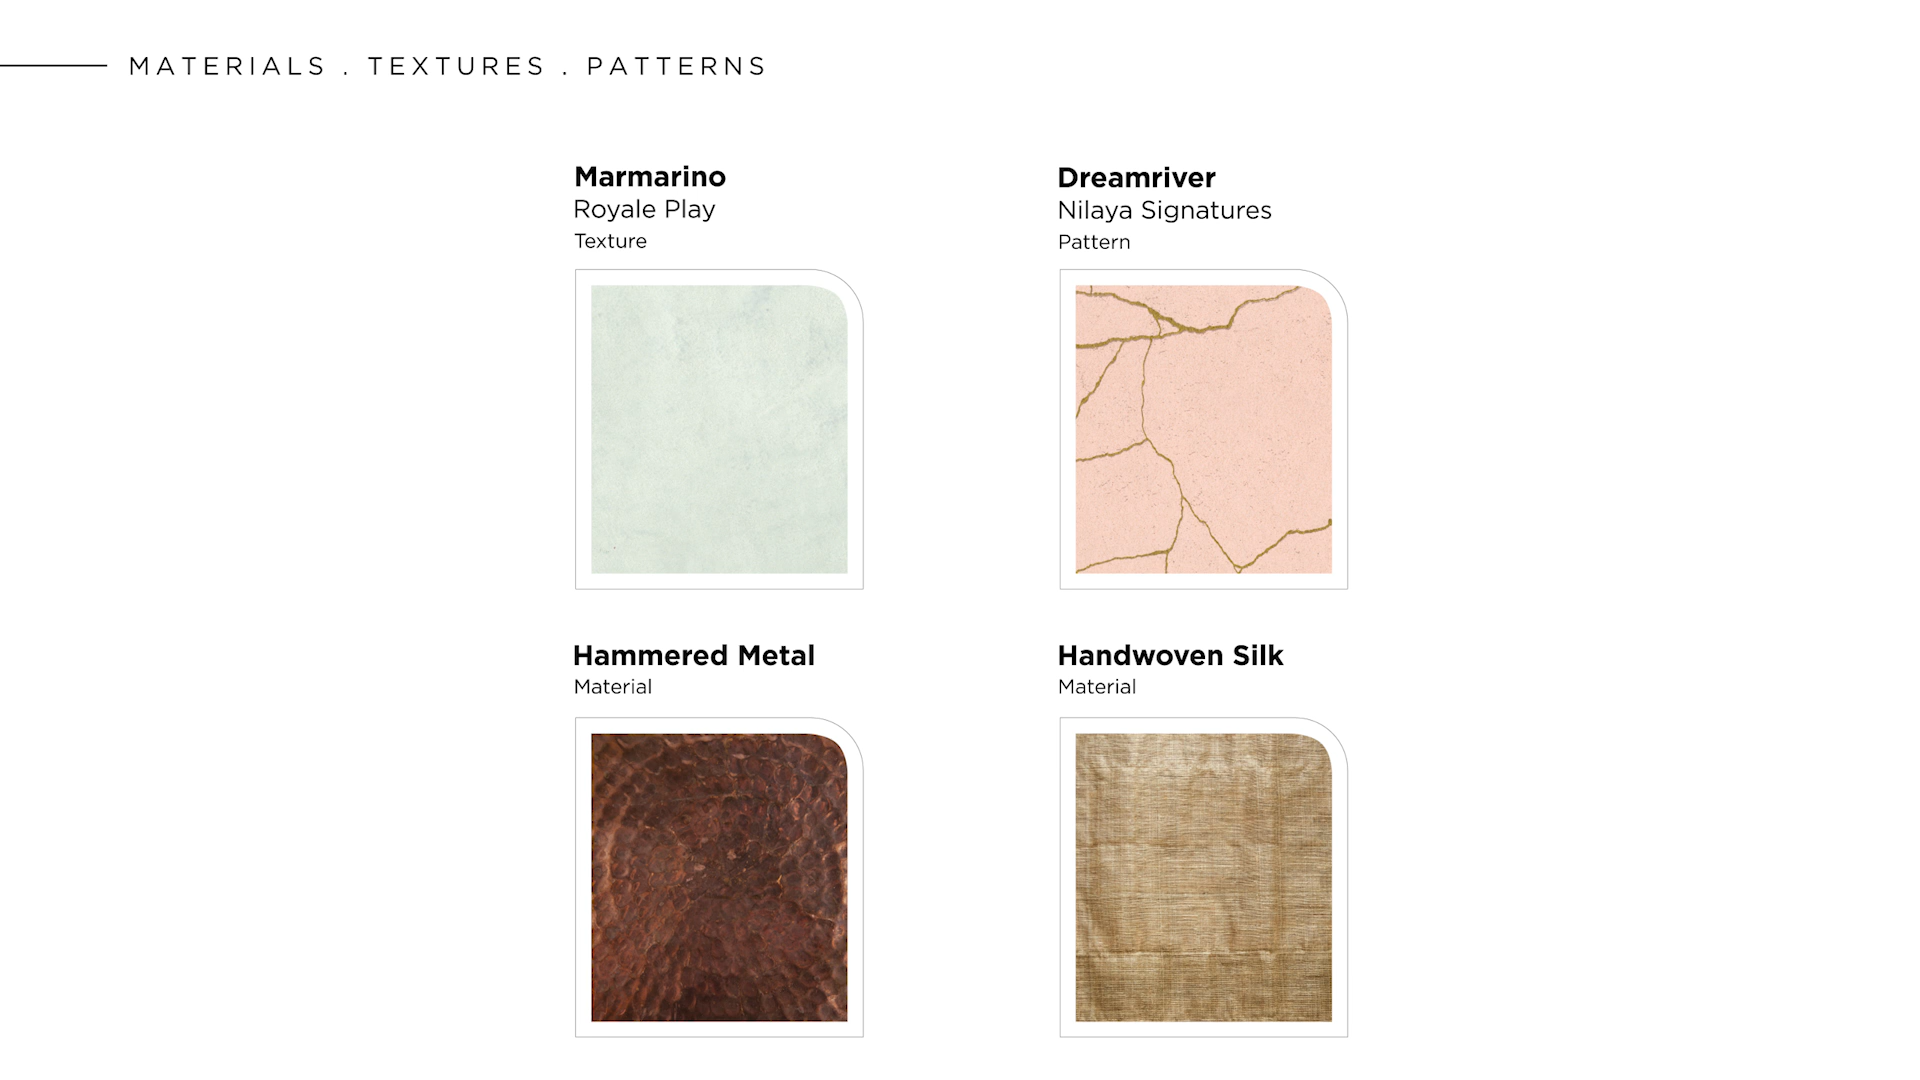 MATERIALS . TEXTURES . PATTERNS
Marmarino
Royale Play
Texture
Dreamriver
Nilaya Signatures
Pattern
Hammered Metal
Material
Handwoven Silk
Material